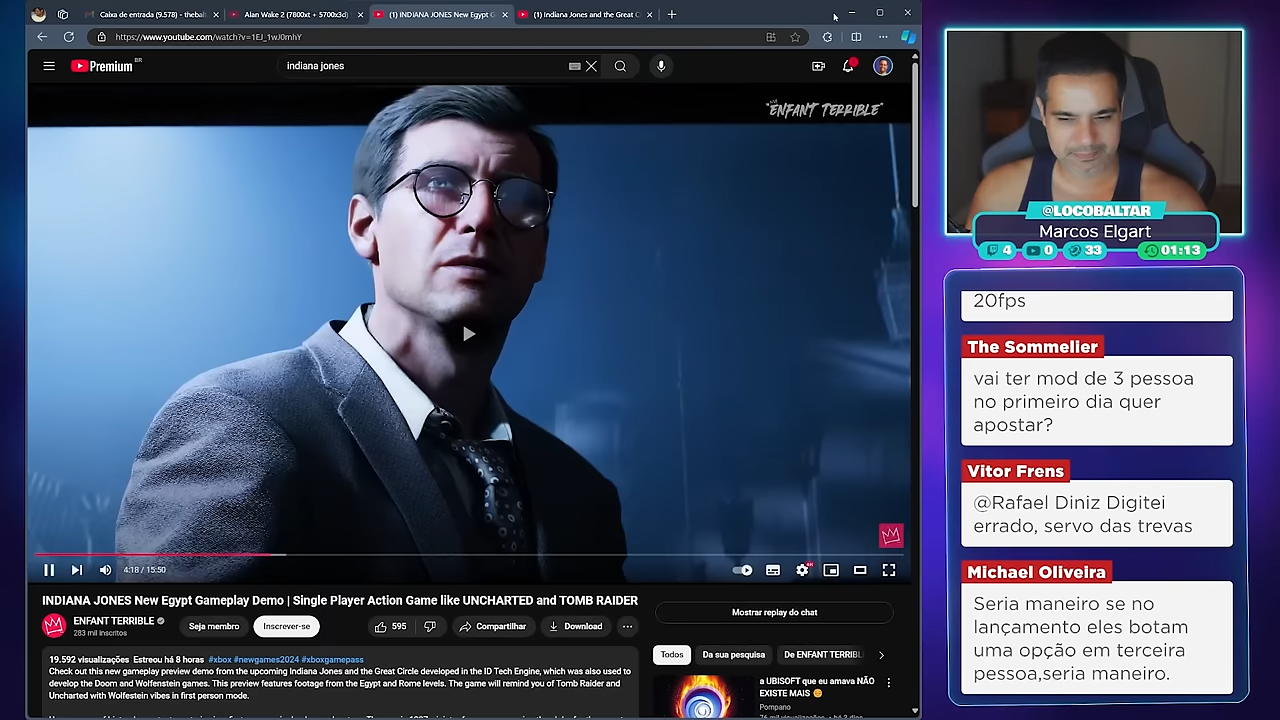 Caixa de entrada (9.578) - thebal
Alan Wake 2 (7800xt + 5700x3d)
(1) INDIANA JONES New Egypt G
(1) Indiana Jones and the Great C
https://www.youtube.com/watch?v=1EJ_1wJ0mhY
Premium BR
indiana jones
"ENFANT TERRIBLE"
4:18 / 15:50
INDIANA JONES New Egypt Gameplay Demo | Single Player Action Game like UNCHARTED and TOMB RAIDER
ENFANT TERRIBLE
283 mil inscritos
Seja membro
Inscrever-se
595
Compartilhar
Download
19.592 visualizações Estreou há 8 horas #xbox #newgames2024 #xboxgamepass
Check out this new gameplay preview demo from the upcoming Indiana Jones and the Great Circle developed in the ID Tech Engine, which was also used to
develop the Doom and Wolfenstein games. This preview features footage from the Egypt and Rome levels. The game will remind you of Tomb Raider and
Uncharted with Wolfestein vibes in first person mode.
Mostrar replay do chat
Todos
Da sua pesquisa
De ENFANT TERRIBL
a UBISOFT que eu amava NÃO
EXISTE MAIS
Pompano
@LOCOBALTAR
Marcos Elgart
4
0
33
01:13
20fps
The Sommelier
vai ter mod de 3 pessoa
no primeiro dia quer
apostar?
Vitor Frens
@Rafael Diniz Digitei
errado, servo das trevas
Michael Oliveira
Seria maneiro se no
lançamento eles botam
uma opção em terceira
pessoa,seria maneiro.